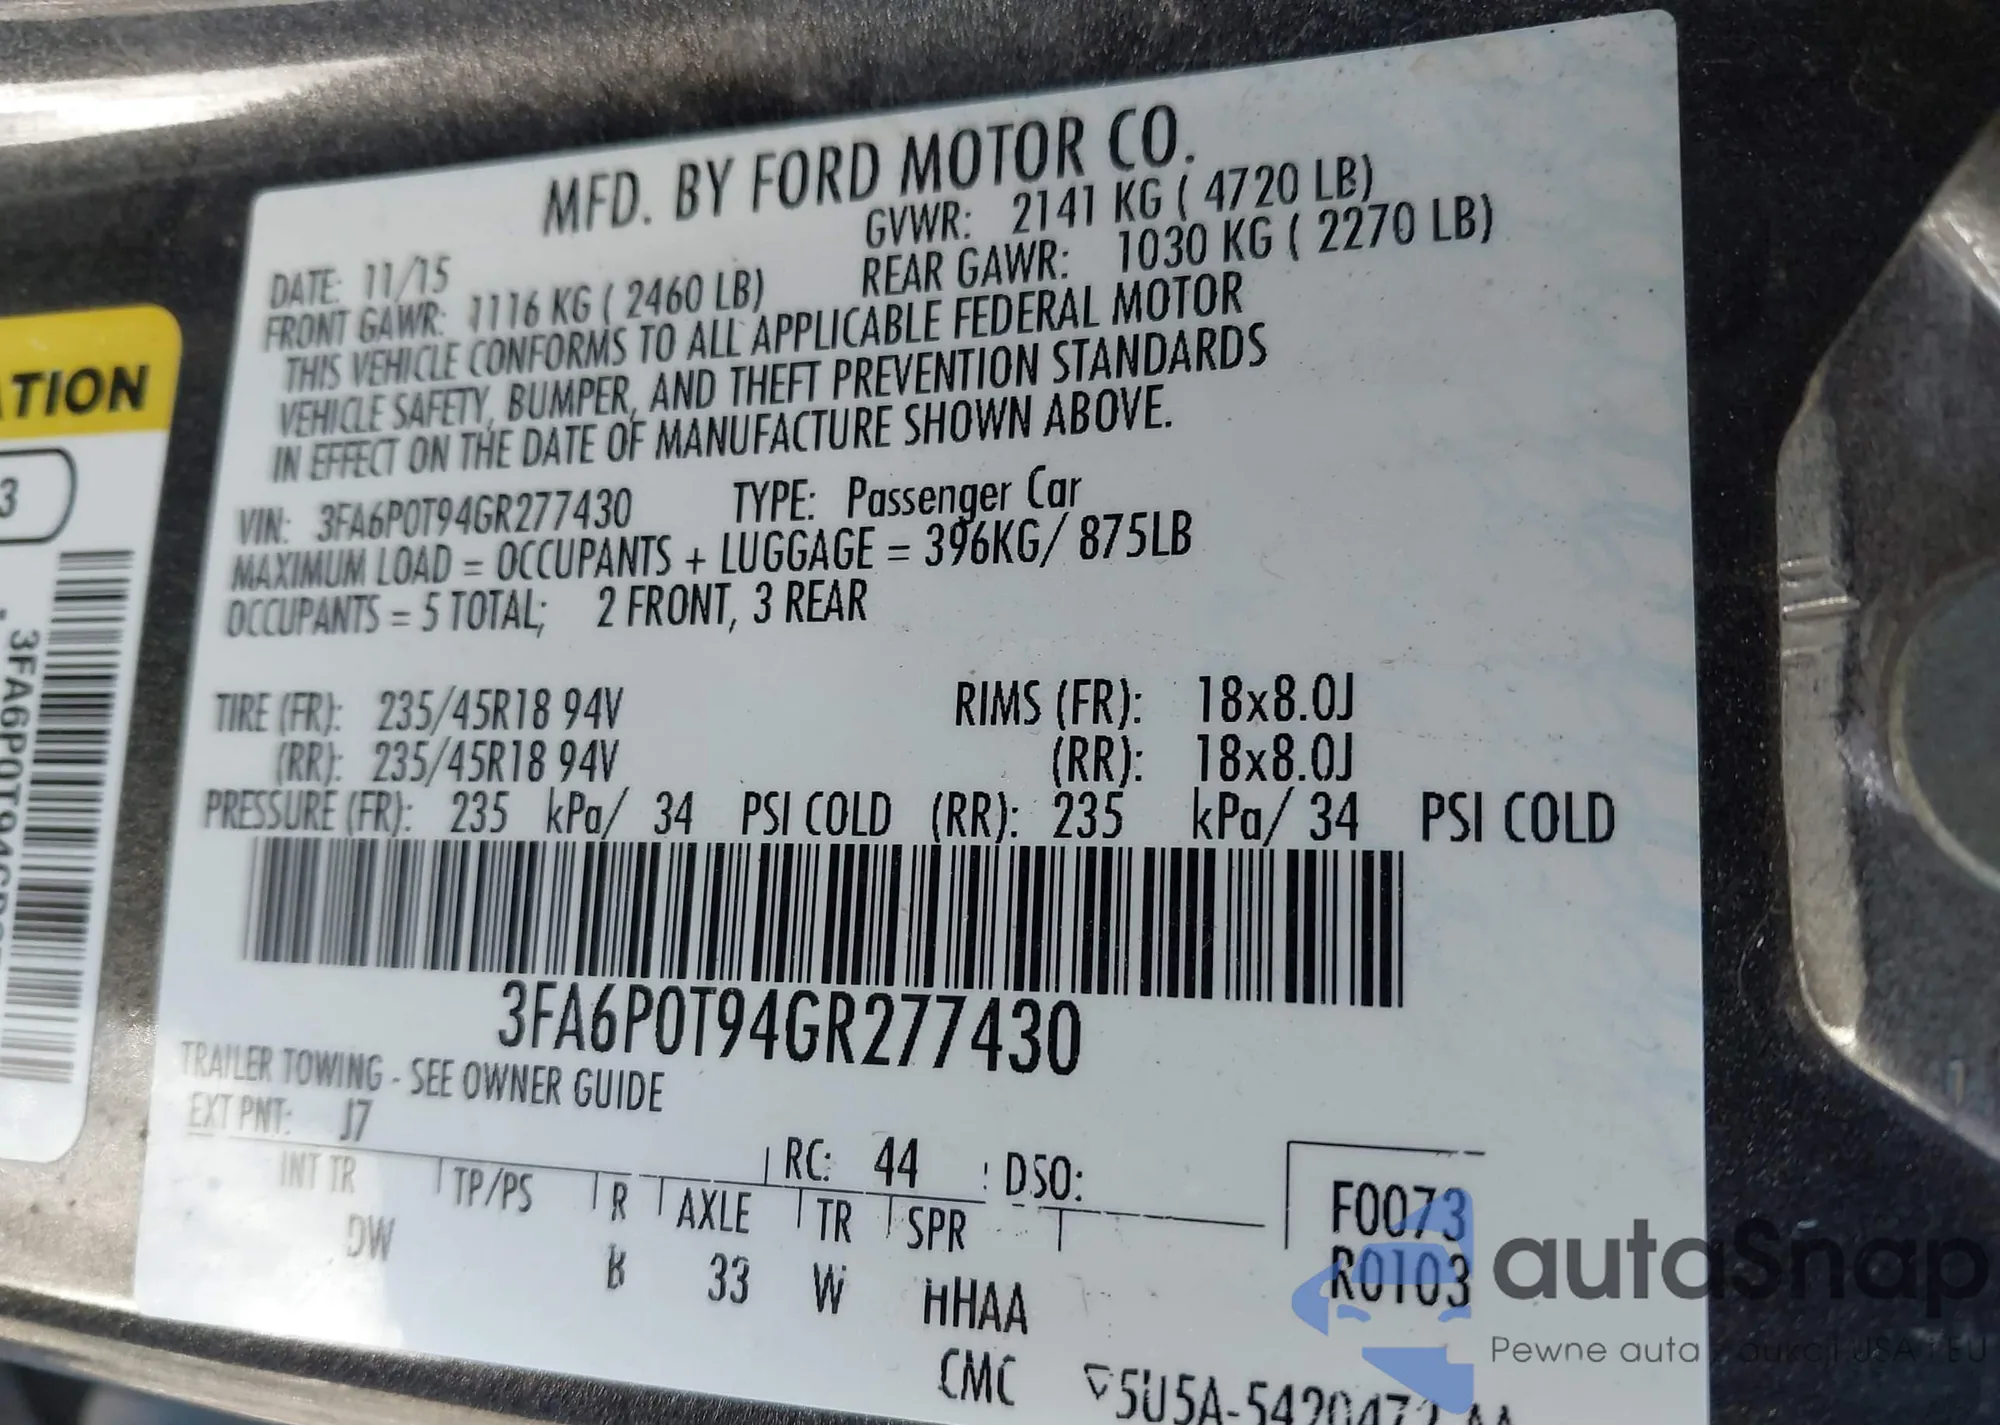 MFD. BY FORD MOTOR CO.
DATE: 11/15 GVWR: 2141 KG ( 4720 LB)
FRONT GAWR: 1116 KG ( 2460 LB) REAR GAWR: 1030 KG ( 2270 LB)
THIS VEHICLE CONFORMS TO ALL APPLICABLE FEDERAL MOTOR
VEHICLE SAFETY, BUMPER, AND THEFT PREVENTION STANDARDS
IN EFFECT ON THE DATE OF MANUFACTURE SHOWN ABOVE.
VIN: 3FA6P0T94GR277430 TYPE: Passenger Car
MAXIMUM LOAD = OCCUPANTS + LUGGAGE = 396KG/ 875LB
OCCUPANTS = 5 TOTAL; 2 FRONT, 3 REAR
TIRE (FR): 235/45R18 94V RIMS (FR): 18x8.0J
(RR): 235/45R18 94V (RR): 18x8.0J
PRESSURE (FR): 235 kPa/ 34 PSI COLD (RR): 235 kPa/ 34 PSI COLD
3FA6P0T94GR277430
TRAILER TOWING - SEE OWNER GUIDE
EXT PNT: J7
RC: 44 DSO:
INT TR TP/PS R AXLE TR SPR
DW B 33 W HHAA
F0073
R0103
CMC
ATION
3
autoSnap
Pewne auta z aukcji USA i EU